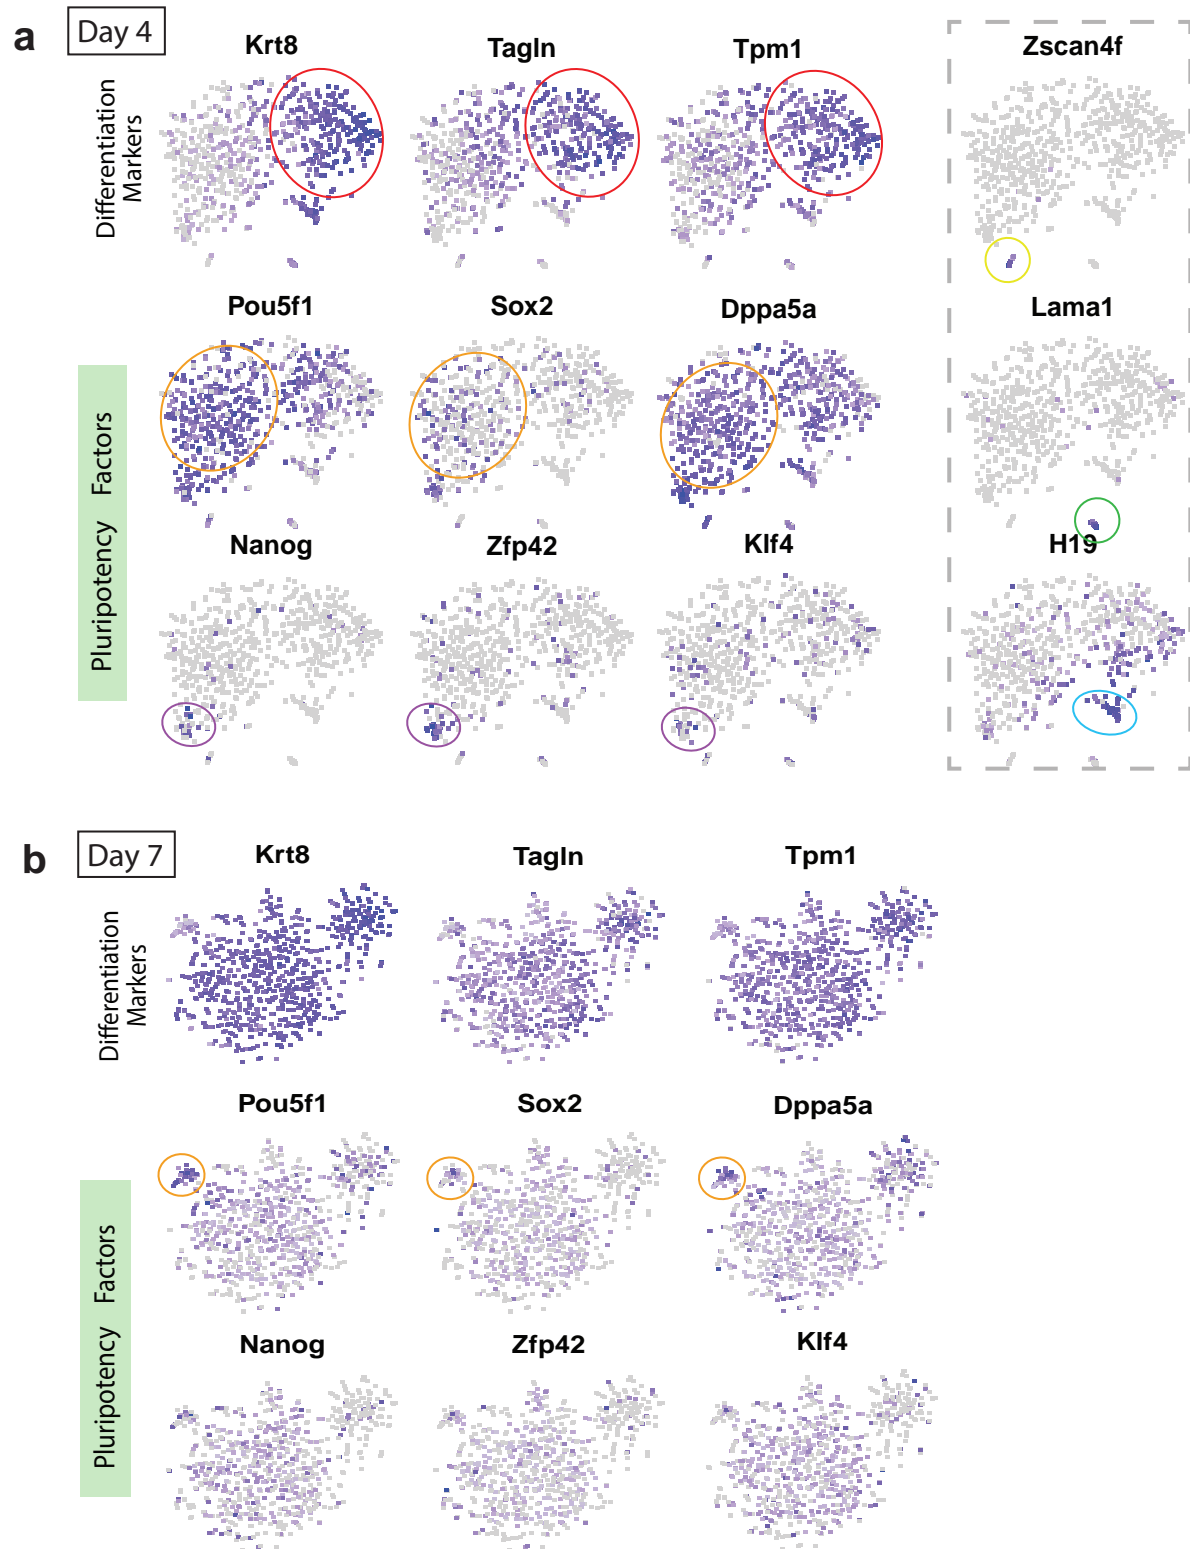 a
Day 4
Krt8
Tagln
Tpm1
Zscan4f
Differentiation
Markers
Pou5f1
Sox2
Dppa5a
Lama1
Pluripotency Factors
Nanog
Zfp42
Klf4
H19
b
Day 7
Krt8
Tagln
Tpm1
Differentiation
Markers
Pou5f1
Sox2
Dppa5a
Pluripotency Factors
Nanog
Zfp42
Klf4